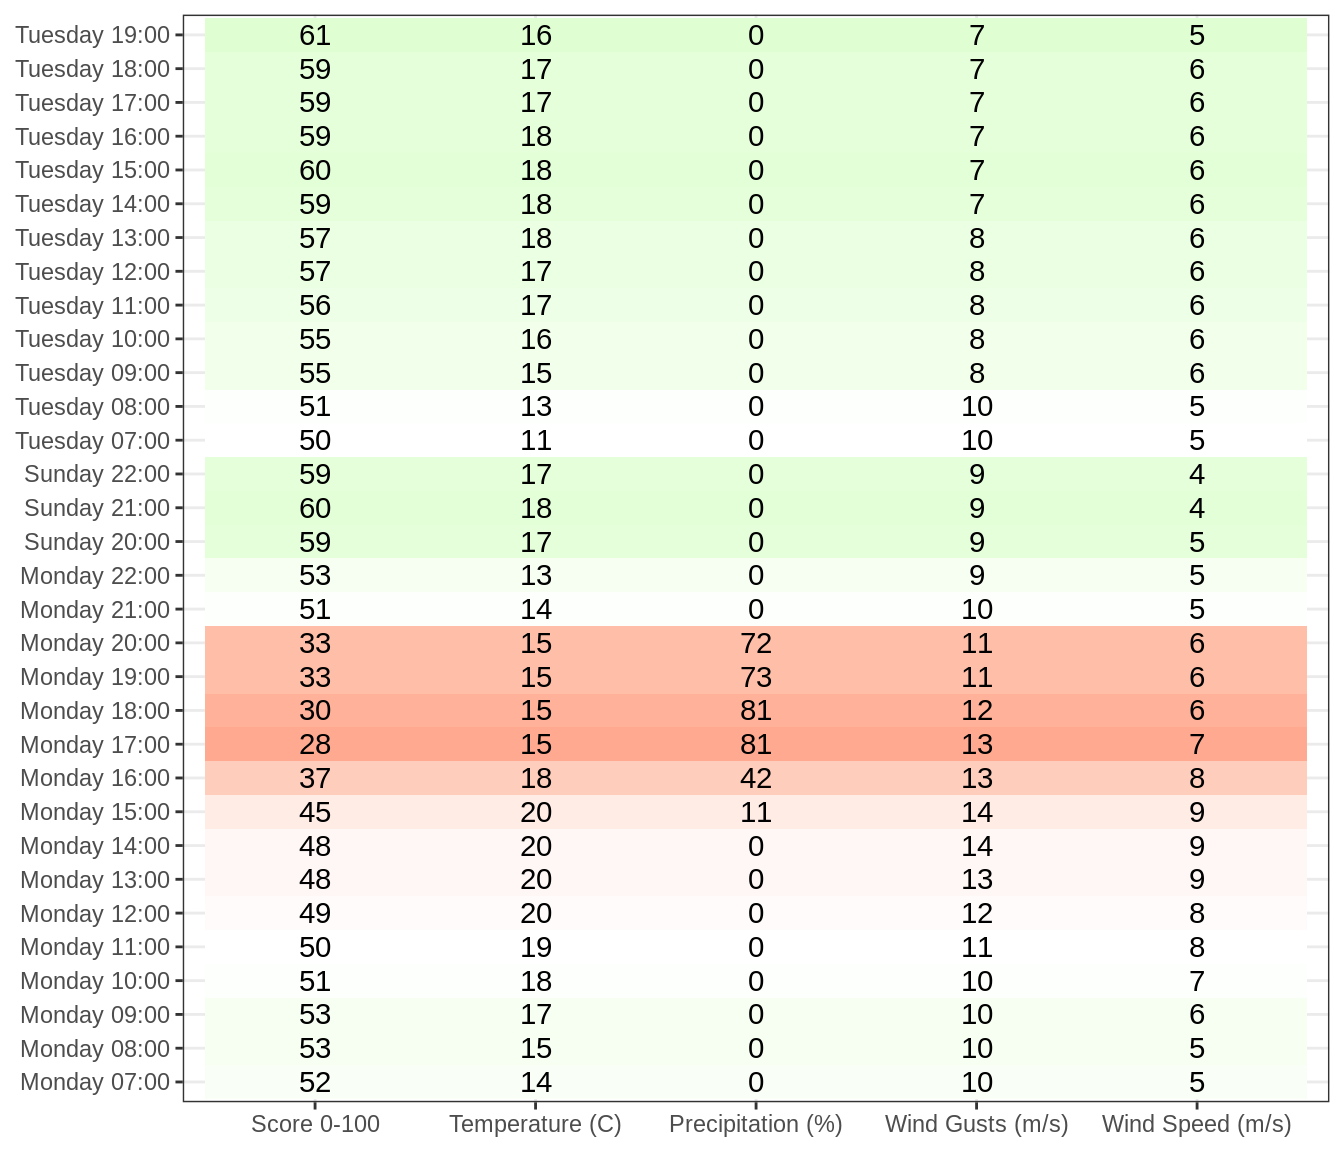 Tuesday 19:00 61 16 0 7 5
Tuesday 18:00 59 17 0 7 6
Tuesday 17:00 59 17 0 7 6
Tuesday 16:00 59 18 0 7 6
Tuesday 15:00 60 18 0 7 6
Tuesday 14:00 59 18 0 7 6
Tuesday 13:00 57 18 0 8 6
Tuesday 12:00 57 17 0 8 6
Tuesday 11:00 56 17 0 8 6
Tuesday 10:00 55 16 0 8 6
Tuesday 09:00 55 15 0 8 6
Tuesday 08:00 51 13 0 10 5
Tuesday 07:00 50 11 0 10 5
Sunday 22:00 59 17 0 9 4
Sunday 21:00 60 18 0 9 4
Sunday 20:00 59 17 0 9 5
Monday 22:00 53 13 0 9 5
Monday 21:00 51 14 0 10 5
Monday 20:00 33 15 72 11 6
Monday 19:00 33 15 73 11 6
Monday 18:00 30 15 81 12 6
Monday 17:00 28 15 81 13 7
Monday 16:00 37 18 42 13 8
Monday 15:00 45 20 11 14 9
Monday 14:00 48 20 0 14 9
Monday 13:00 48 20 0 13 9
Monday 12:00 49 20 0 12 8
Monday 11:00 50 19 0 11 8
Monday 10:00 51 18 0 10 7
Monday 09:00 53 17 0 10 6
Monday 08:00 53 15 0 10 5
Monday 07:00 52 14 0 10 5
Score 0-100 Temperature (C) Precipitation (%) Wind Gusts (m/s) Wind Speed (m/s)